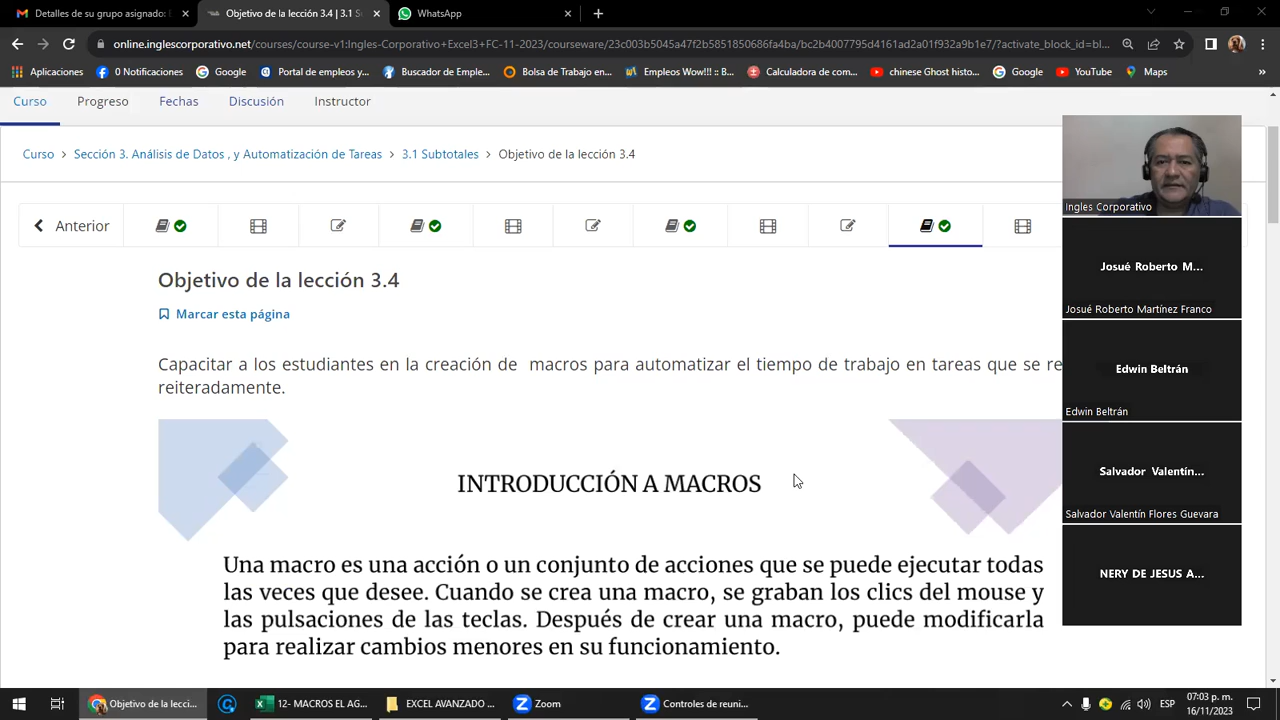 Detalles de su grupo asignado: E
Objetivo de la lección 3.4 | 3.1 S
WhatsApp
online.inglescorporativo.net/courses/course-v1:Ingles-Corporativo+Excel3+FC-11-2023/courseware/23c003b5045a47f2b5851850686fa4ba/bc2b4007795d4161ad2a01f932a9b1e7/?activate_block_id=bl...
Aplicaciones
0 Notificaciones
Google
Portal de empleos y...
Buscador de Emple...
Bolsa de Trabajo en...
Empleos Wow!!! :: B...
Calculadora de com...
chinese Ghost histo...
Google
YouTube
Maps
»
Curso Progreso Fechas Discusión Instructor
Curso > Sección 3. Análisis de Datos , y Automatización de Tareas > 3.1 Subtotales > Objetivo de la lección 3.4
Anterior
Objetivo de la lección 3.4
Marcar esta página
Capacitar a los estudiantes en la creación de macros para automatizar el tiempo de trabajo en tareas que se re
reiteradamente.
INTRODUCCIÓN A MACROS
Una macro es una acción o un conjunto de acciones que se puede ejecutar todas
las veces que desee. Cuando se crea una macro, se graban los clics del mouse y
las pulsaciones de las teclas. Después de crear una macro, puede modificarla
para realizar cambios menores en su funcionamiento.
Ingles Corporativo
Josué Roberto M...
Josué Roberto Martínez Franco
Edwin Beltrán
Edwin Beltrán
Salvador Valentín...
Salvador Valentín Flores Guevara
NERY DE JESUS A...
Objetivo de la lecci...
12- MACROS EL AG...
EXCEL AVANZADO ...
Zoom
Controles de reuni...
ESP
07:03 p. m.
16/11/2023